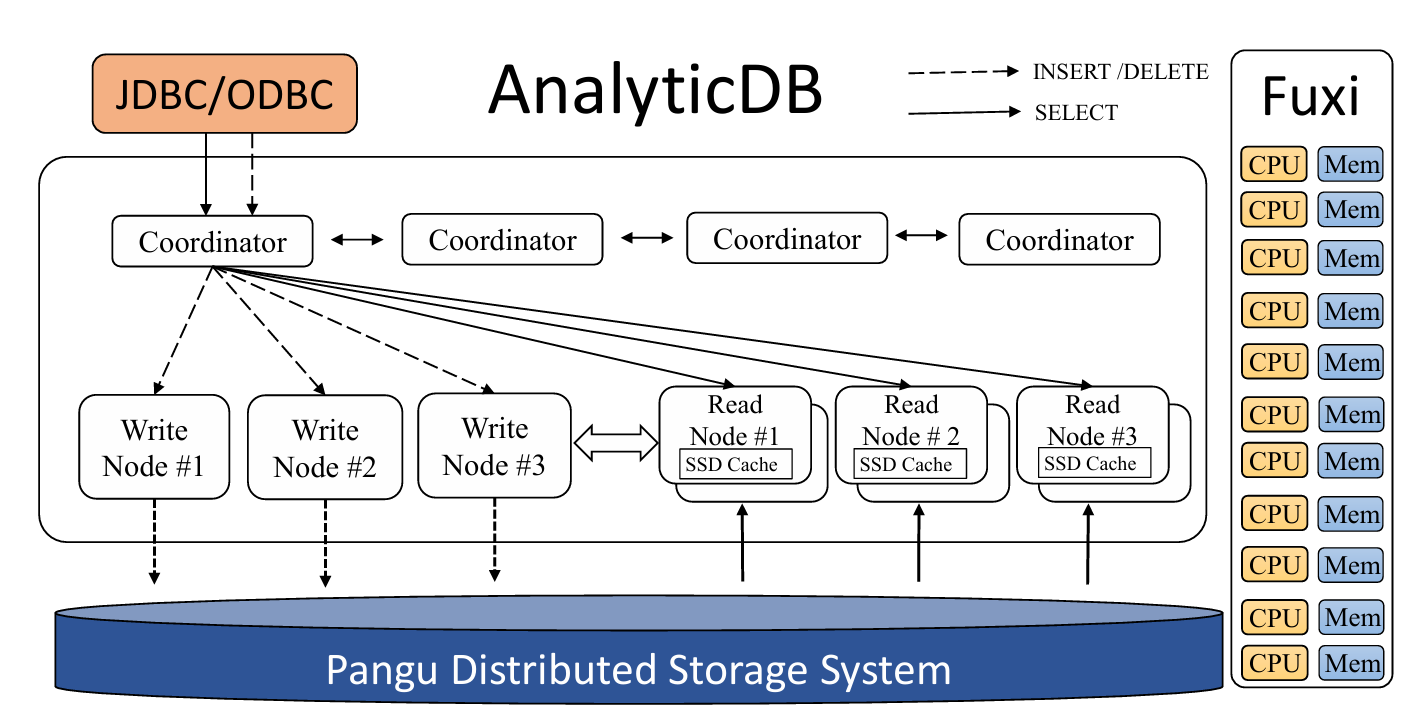 JDBC/ODBC
AnalyticDB
INSERT /DELETE
SELECT
Coordinator
Coordinator
Coordinator
Coordinator
Write
Node #1
Write
Node #2
Write
Node #3
Read
Node #1
SSD Cache
Read
Node # 2
SSD Cache
Read
Node #3
SSD Cache
Pangu Distributed Storage System
Fuxi
CPU Mem
CPU Mem
CPU Mem
CPU Mem
CPU Mem
CPU Mem
CPU Mem
CPU Mem
CPU Mem
CPU Mem
CPU Mem